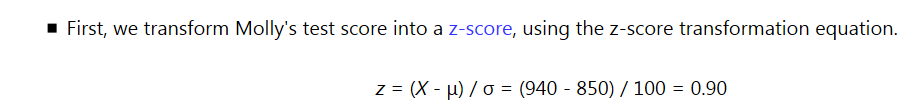 ▪ First, we transform Molly's test score into a z-score, using the z-score transformation equation.
z = (X - μ) / σ = (940 - 850) / 100 = 0.90